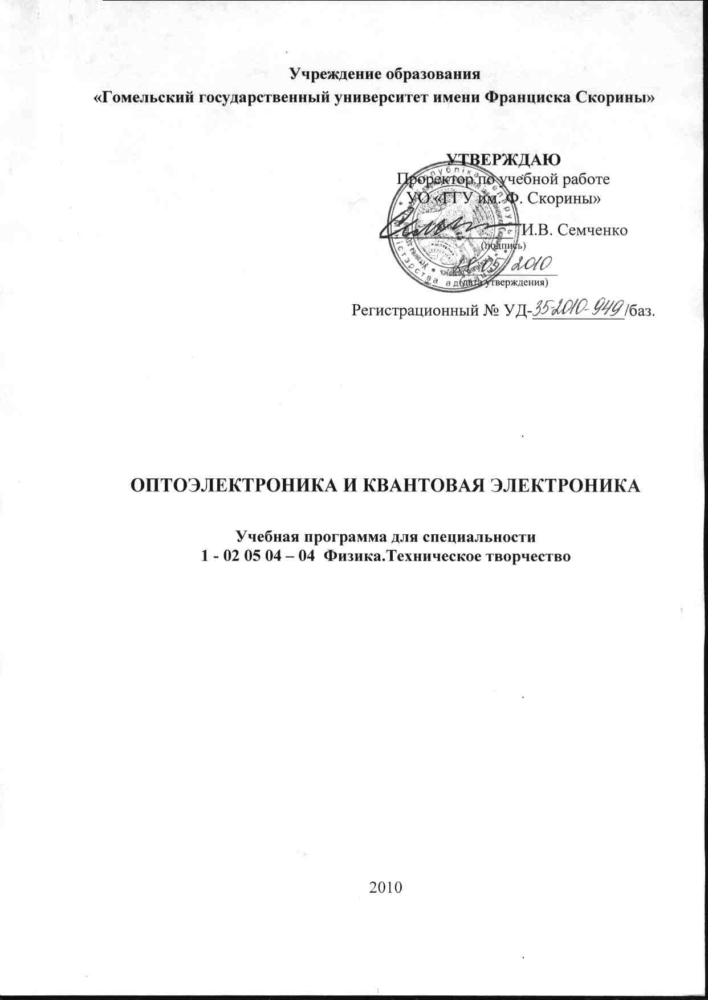 Учреждение образования
«Гомельский государственный университет имени Франциска Скорины»
УТВЕРЖДАЮ
Проректор по учебной работе
УО «ГГУ им. Ф. Скорины»
И.В. Семченко
(подпись)
2010
(дата утверждения)
Регистрационный № УД-35-2010-949/баз.
ОПТОЭЛЕКТРОНИКА И КВАНТОВАЯ ЭЛЕКТРОНИКА
Учебная программа для специальности
1 - 02 05 04 – 04 Физика.Техническое творчество
2010